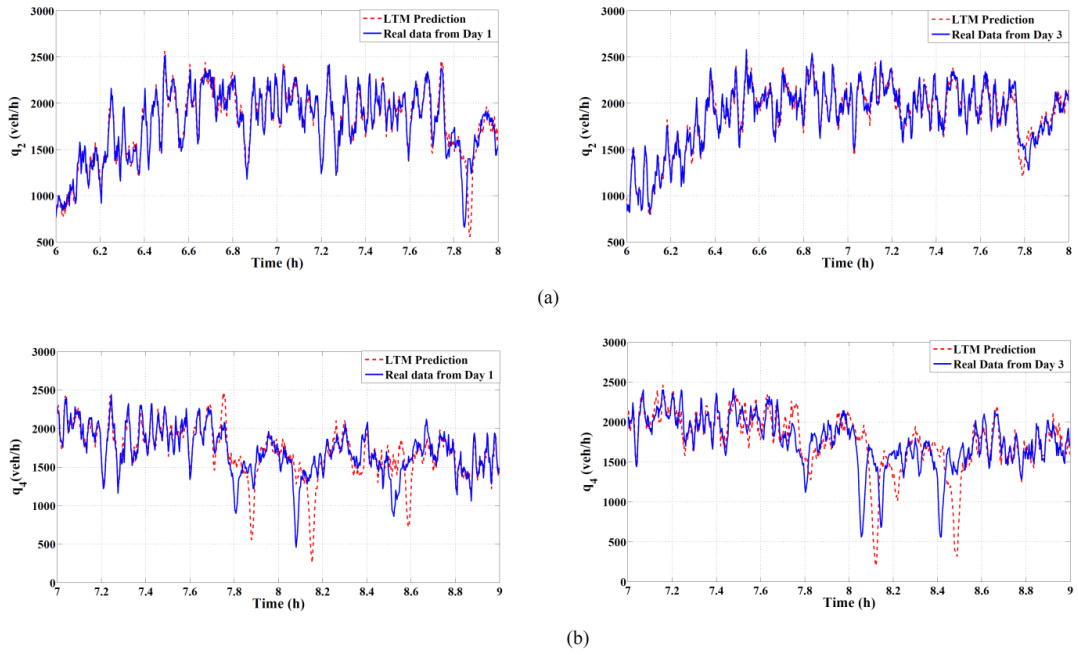 LTM Prediction
Real data from Day 1
q2 (veh/h)
3000
2500
2000
1500
1000
500
6 6.2 6.4 6.6 6.8 7 7.2 7.4 7.6 7.8 8
Time (h)
LTM Prediction
Real data from Day 3
q2 (veh/h)
3000
2500
2000
1500
1000
500
6 6.2 6.4 6.6 6.8 7 7.2 7.4 7.6 7.8 8
Time (h)
(a)
LTM Prediction
Real data from Day 1
q4(veh/h)
3000
2500
2000
1500
1000
500
0
7 7.2 7.4 7.6 7.8 8 8.2 8.4 8.6 8.8 9
Time (h)
LTM Prediction
Real data from Day 3
q4 (veh/h)
3000
2500
2000
1500
1000
500
0
7 7.2 7.4 7.6 7.8 8 8.2 8.4 8.6 8.8 9
Time (h)
(b)